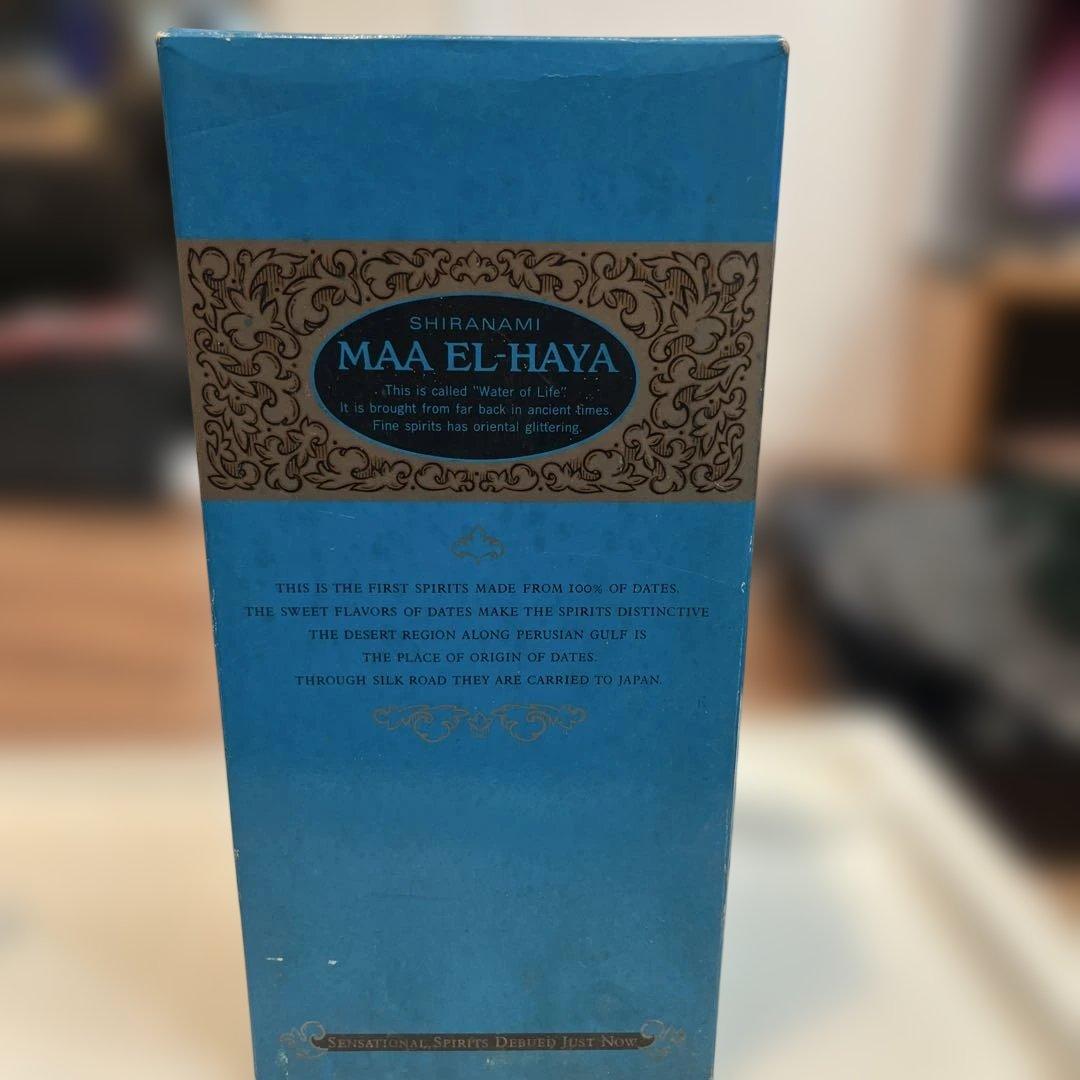 SHIRANAMI
MAA EL-HAYA
This is called "Water of Life".
It is brought from far back in ancient times.
Fine spirits has oriental glittering.
THIS IS THE FIRST SPIRITS MADE FROM 100% OF DATES.
THE SWEET FLAVORS OF DATES MAKE THE SPIRITS DISTINCTIVE
THE DESERT REGION ALONG PERUSIAN GULF IS
THE PLACE OF ORIGIN OF DATES.
THROUGH SILK ROAD THEY ARE CARRIED TO JAPAN.
SENSATIONAL SPIRITS DEBUED JUST NOW